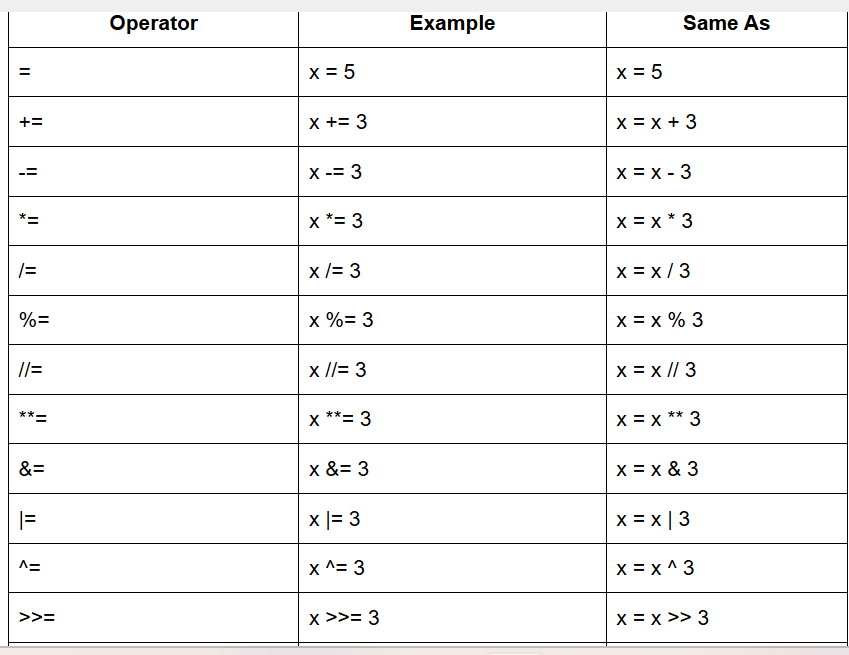 Operator Example Same As
= x = 5 x = 5
+= x += 3 x = x + 3
-= x -= 3 x = x - 3
*= x *= 3 x = x * 3
/= x /= 3 x = x / 3
%= x %= 3 x = x % 3
//= x //= 3 x = x // 3
**= x **= 3 x = x ** 3
&= x &= 3 x = x & 3
|= x |= 3 x = x | 3
^= x ^= 3 x = x ^ 3
>>= x >>= 3 x = x >> 3